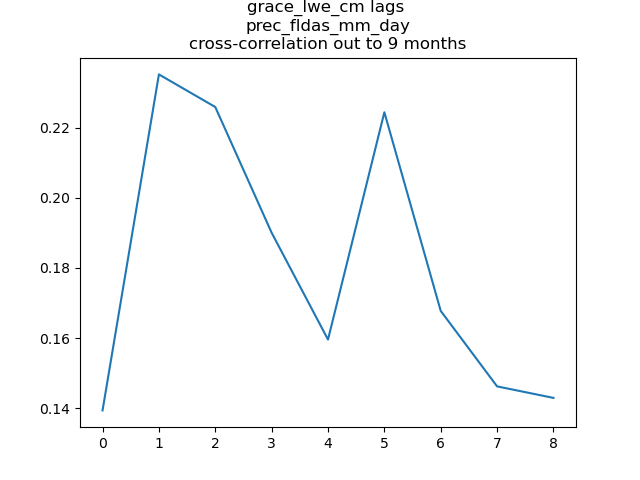 grace_lwe_cm lags
prec_fldas_mm_day
cross-correlation out to 9 months
0.22
0.20
0.18
0.16
0.14
0 1 2 3 4 5 6 7 8